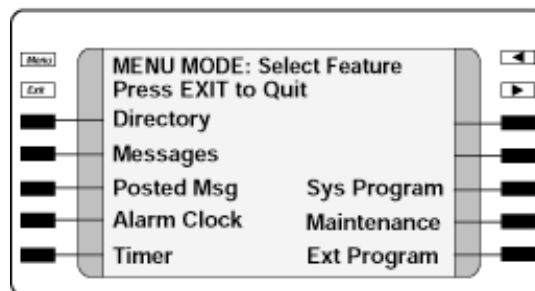 Menu
Exit
MENU MODE: Select Feature
Press EXIT to Quit
Directory
Messages
Posted Msg Sys Program
Alarm Clock Maintenance
Timer Ext Program